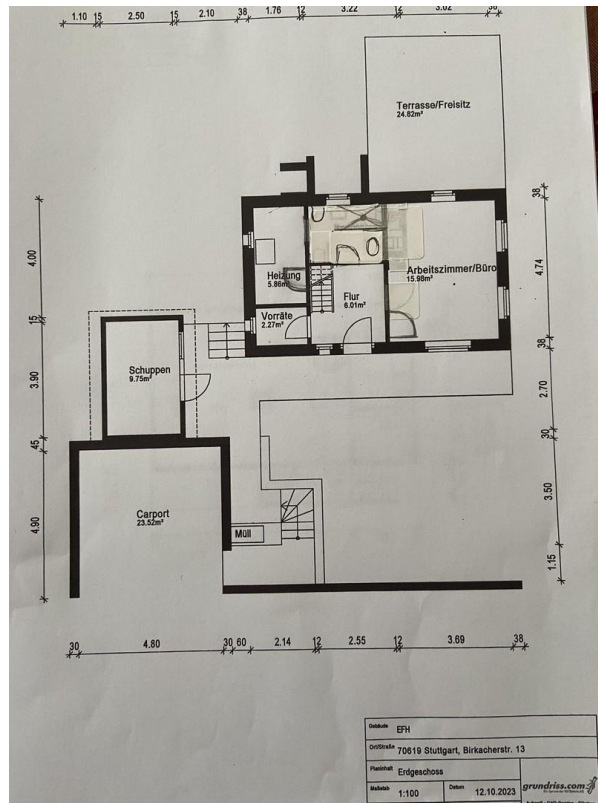 1.10 15 2.50 15 2.10 38 1.76 12 3.22 12 3.02
Terrasse/Freisitz
24.82m²
38
4.00
4.74
Heizung
5.86m²
Arbeitszimmer/Büro
15.98m²
Flur
6.01m²
Vorräte
2.27m²
15
38
Schuppen
9.75m²
3.90
2.70
45
30
Carport
23.52m²
3.50
4.90
Müll
1.15
30 4.80 30 60 2.14 12 2.55 12 3.69 38
Gebäude EFH
Ort/Straße 70619 Stuttgart, Birkacherstr. 13
Planinhalt Erdgeschoss
Maßstab 1:100 Datum 12.10.2023 grundriss.com